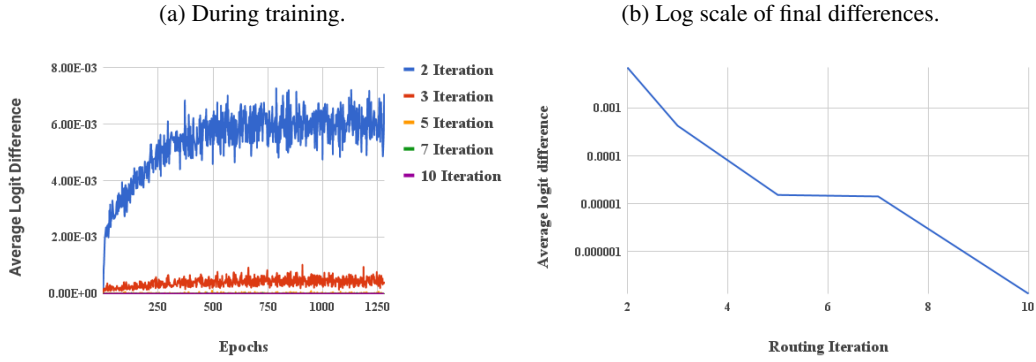 (a) During training.
8.00E-03
6.00E-03
4.00E-03
2.00E-03
0.00E+00
250
500
750
1000
1250
Average Logit Difference
Epochs
2 Iteration
3 Iteration
5 Iteration
7 Iteration
10 Iteration
(b) Log scale of final differences.
0.001
0.0001
0.00001
0.000001
2
4
6
8
10
Average logit difference
Routing Iteration